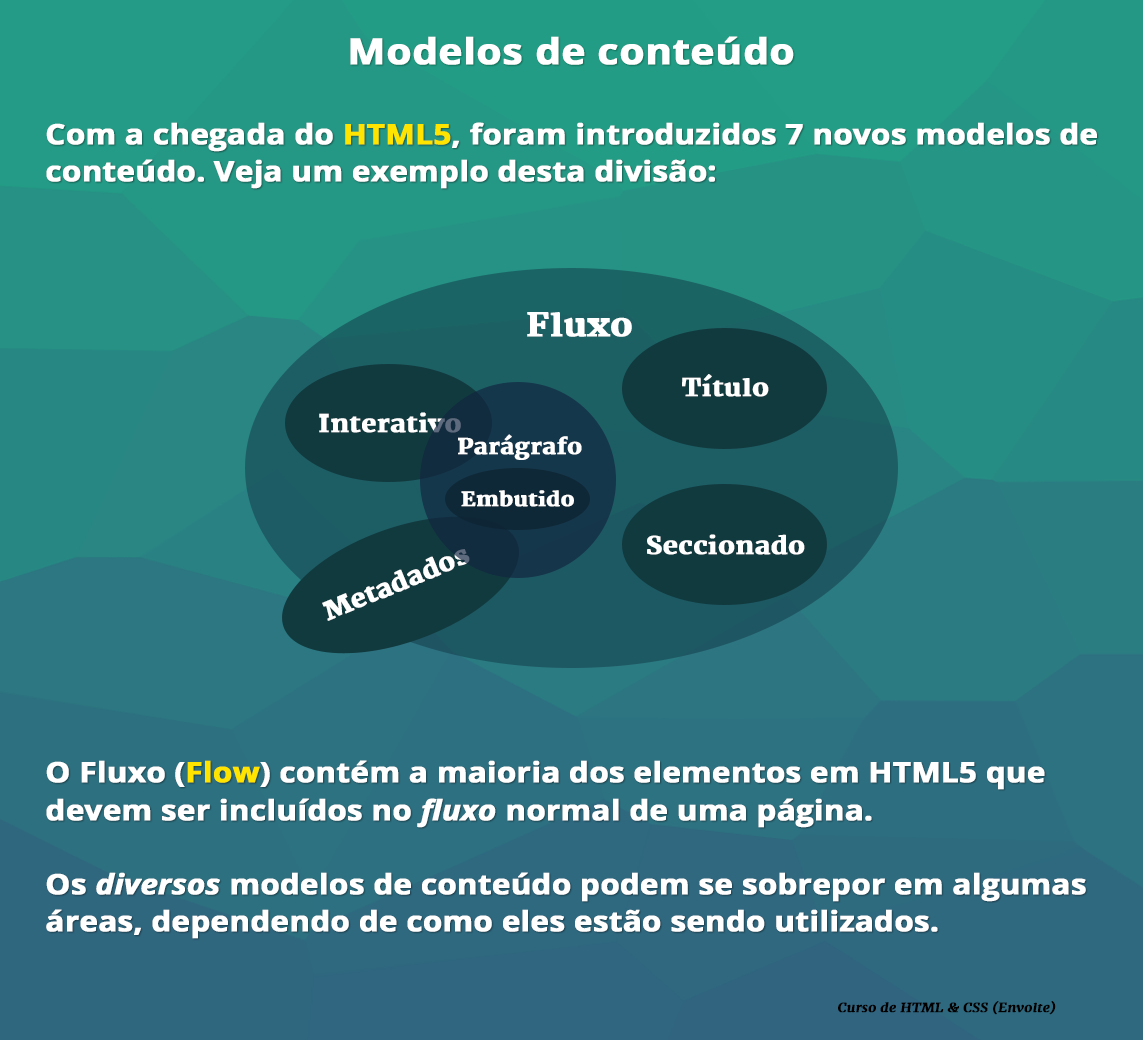 Modelos de conteúdo
Com a chegada do HTML5, foram introduzidos 7 novos modelos de
conteúdo. Veja um exemplo desta divisão:
Fluxo
Título
Interativo
Parágrafo
Embutido
Seccionado
Metadados
O Fluxo (Flow) contém a maioria dos elementos em HTML5 que
devem ser incluídos no fluxo normal de uma página.
Os diversos modelos de conteúdo podem se sobrepor em algumas
áreas, dependendo de como eles estão sendo utilizados.
Curso de HTML & CSS (Envoite)